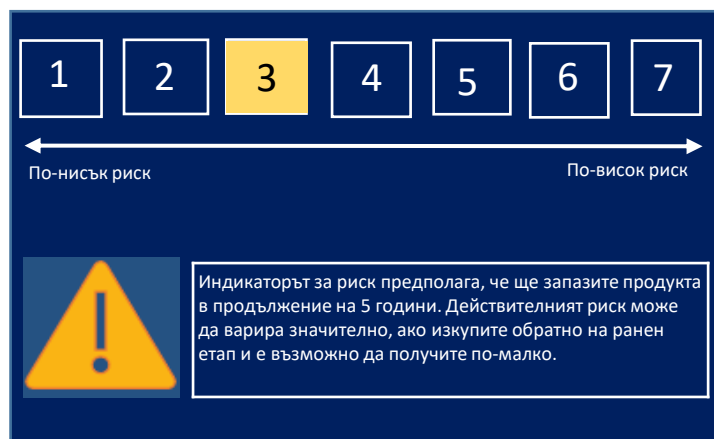 1 2 3 4 5 6 7
По-нисък риск По-висок риск
Индикаторът за риск предполага, че ще запазите продукта
в продължение на 5 години. Действителният риск може
да варира значително, ако изкупите обратно на ранен
етап и е възможно да получите по-малко.